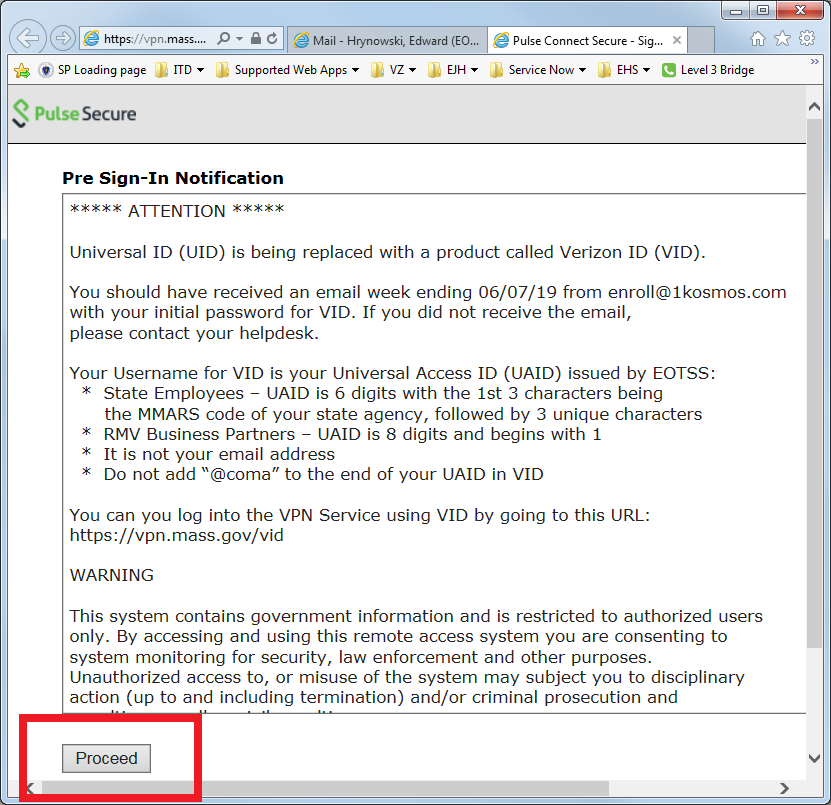 https://vpn.mass....
Mail - Hrynowski, Edward (EO...
Pulse Connect Secure - Sig...
SP Loading page
ITD
Supported Web Apps
VZ
EJH
Service Now
EHS
Level 3 Bridge
Pulse Secure
Pre Sign-In Notification
***** ATTENTION *****
Universal ID (UID) is being replaced with a product called Verizon ID (VID).
You should have received an email week ending 06/07/19 from enroll@1kosmos.com
with your initial password for VID. If you did not receive the email,
please contact your helpdesk.
Your Username for VID is your Universal Access ID (UAID) issued by EOTSS:
* State Employees – UAID is 6 digits with the 1st 3 characters being
the MMARS code of your state agency, followed by 3 unique characters
* RMV Business Partners – UAID is 8 digits and begins with 1
* It is not your email address
* Do not add “@coma” to the end of your UAID in VID
You can you log into the VPN Service using VID by going to this URL:
https://vpn.mass.gov/vid
WARNING
This system contains government information and is restricted to authorized users
only. By accessing and using this remote access system you are consenting to
system monitoring for security, law enforcement and other purposes.
Unauthorized access to, or misuse of the system may subject you to disciplinary
action (up to and including termination) and/or criminal prosecution and
Proceed